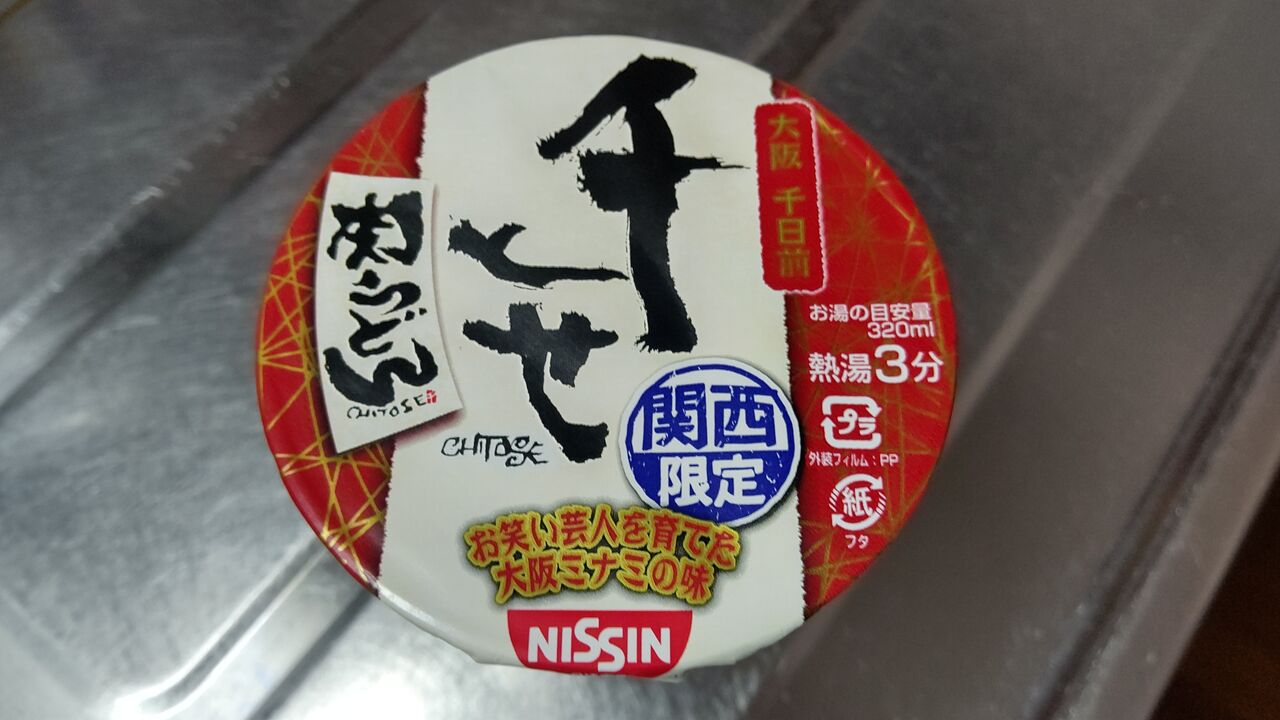 大阪 千日前
千とせ
CHITOSE
肉うどん
CHITOSE
関西
限定
お湯の目安量
320ml
熱湯3分
プラ
外装フィルム:PP
紙
フタ
お笑い芸人を育てた
大阪ミナミの味
NISSIN